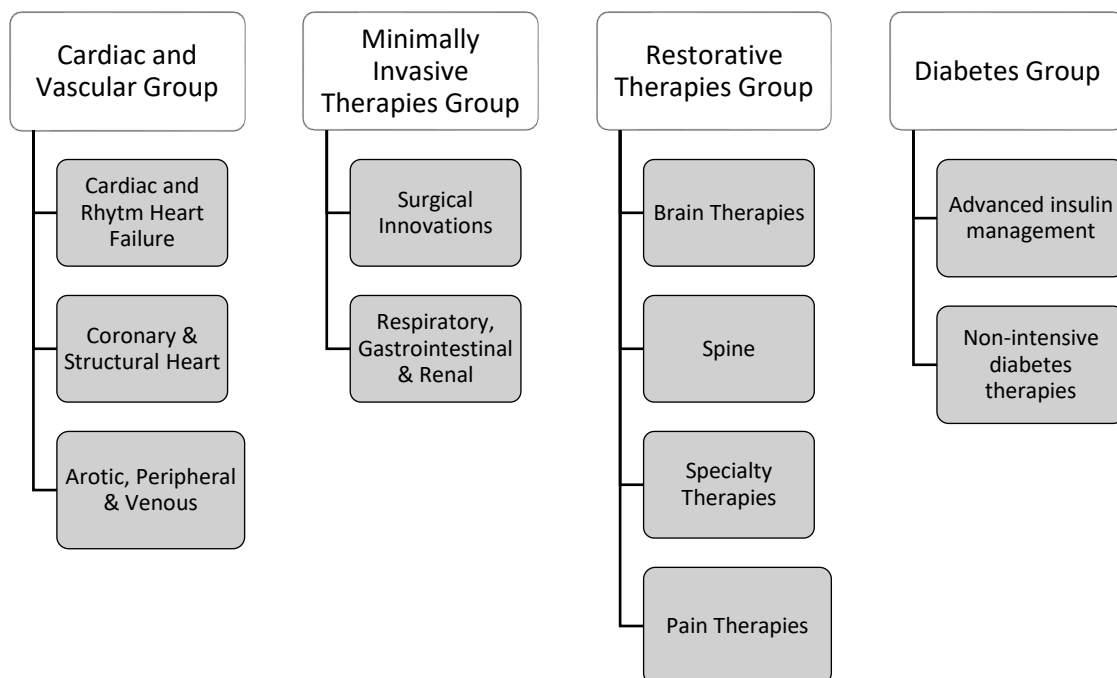 Cardiac and
Vascular Group
Cardiac and
Rhytm Heart
Failure
Coronary &
Structural Heart
Arotic, Peripheral
& Venous
Minimally
Invasive
Therapies Group
Surgical
Innovations
Respiratory,
Gastrointestinal
& Renal
Restorative
Therapies Group
Brain Therapies
Spine
Specialty
Therapies
Pain Therapies
Diabetes Group
Advanced insulin
management
Non-intensive
diabetes
therapies